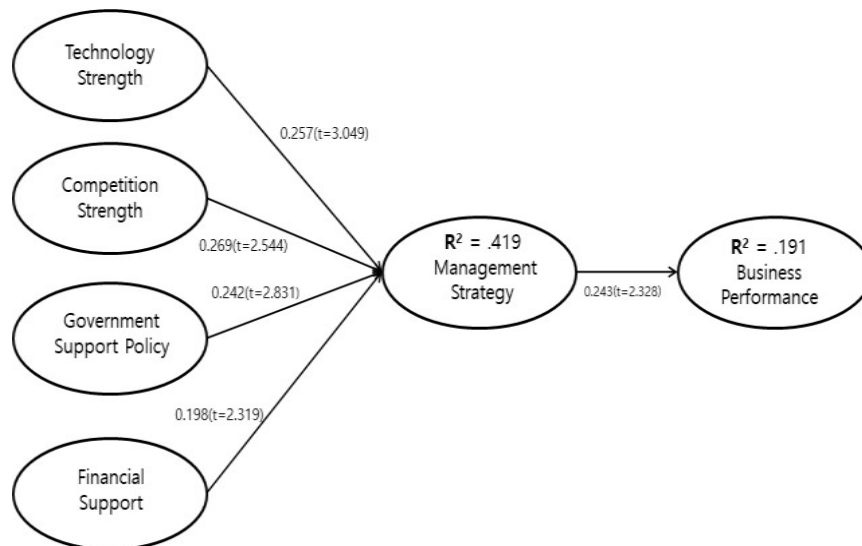 Technology
Strength
0.257(t=3.049)
Competition
Strength
0.269(t=2.544)
0.242(t=2.831)
Government
Support Policy
0.198(t=2.319)
Financial
Support
R² = .419
Management
Strategy
0.243(t=2.328)
R² = .191
Business
Performance